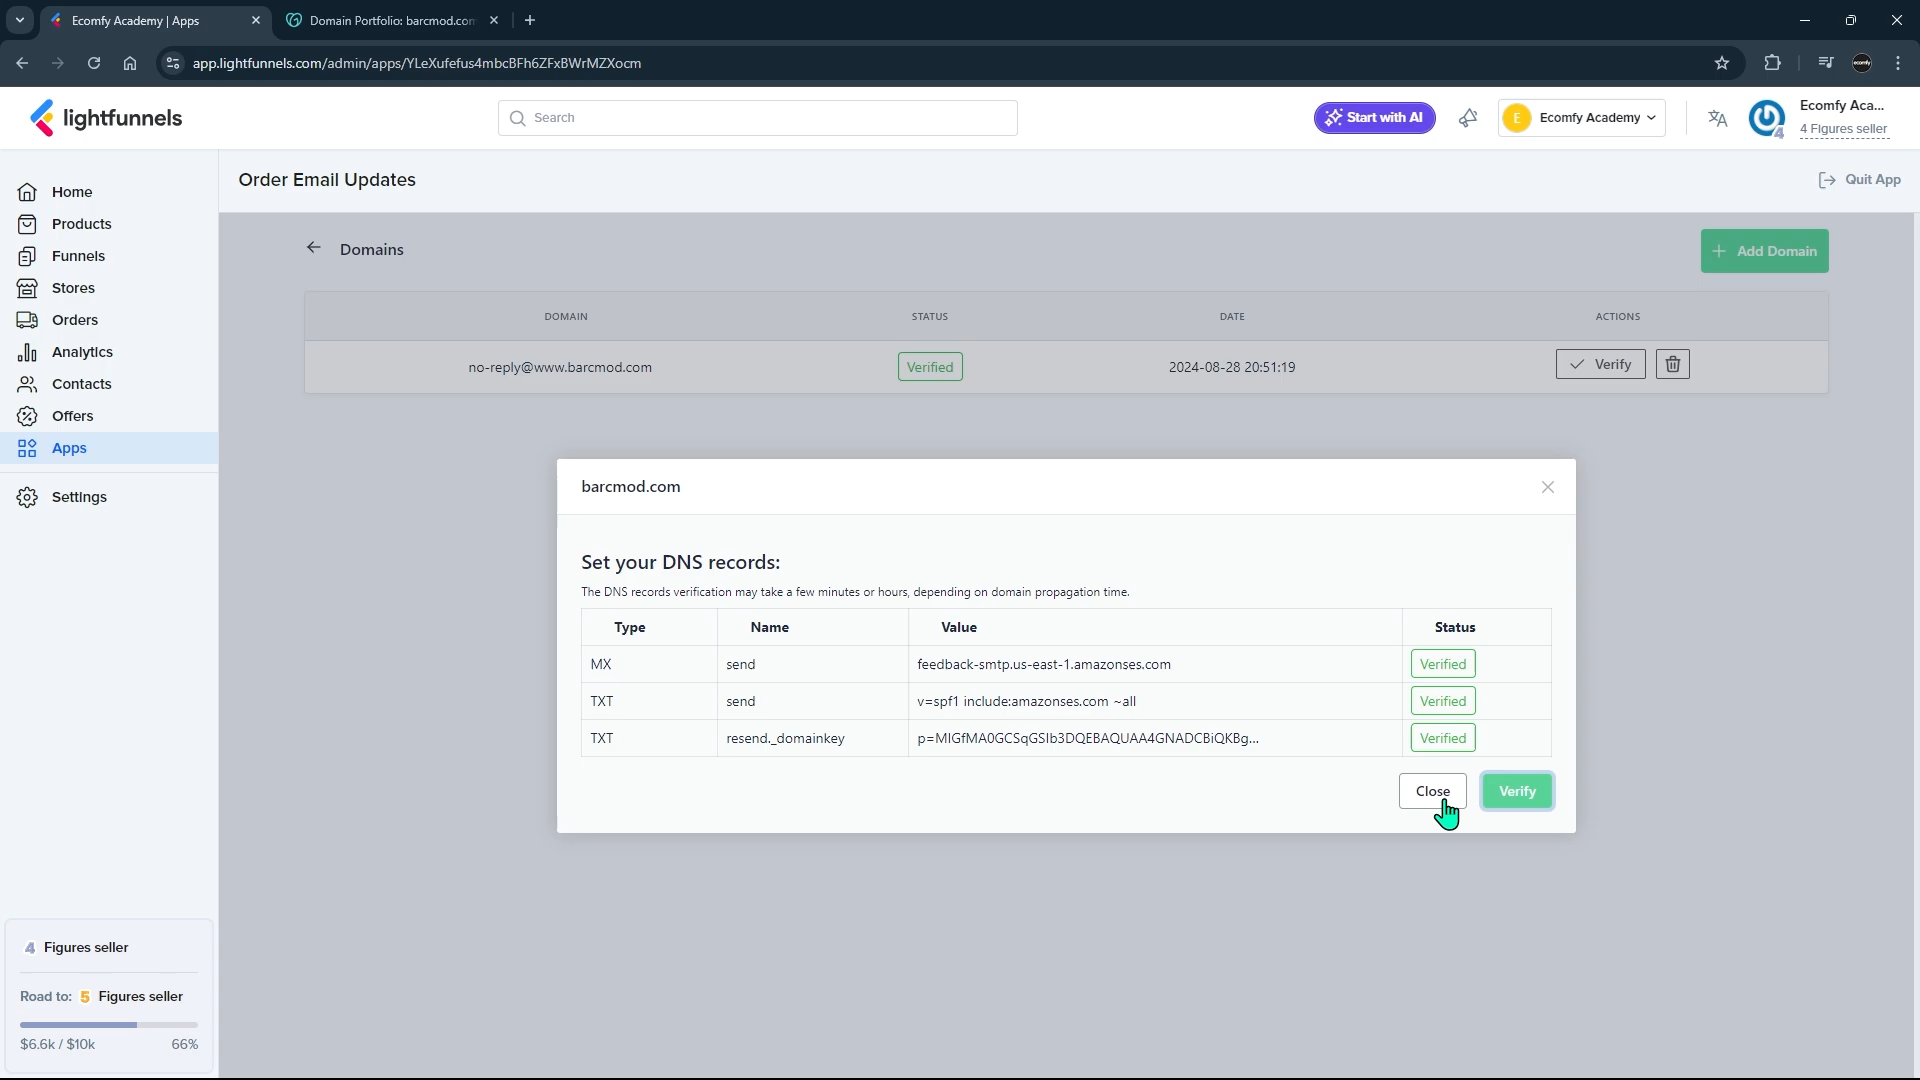 Ecomfy Academy | Apps
Domain Portfolio: barcmod.com
app.lightfunnels.com/admin/apps/YLeXufefus4mbcBFh6ZFxBWrMZXocm
lightfunnels
Search
Start with AI
E
Ecomfy Academy
Ecomfy Aca...
4 Figures seller
4
Order Email Updates
Quit App
Home
Products
Funnels
Stores
Orders
Analytics
Contacts
Offers
Apps
Settings
Domains
+ Add Domain
DOMAIN
STATUS
DATE
ACTIONS
no-reply@www.barcmod.com
Verified
2024-08-28 20:51:19
Verify
barcmod.com
Set your DNS records:
The DNS records verification may take a few minutes or hours, depending on domain propagation time.
Type
Name
Value
Status
MX
send
feedback-smtp.us-east-1.amazonses.com
Verified
TXT
send
v=spf1 include:amazonses.com ~all
Verified
TXT
resend._domainkey
p=MIGfMA0GCSqGSIb3DQEBAQUAA4GNADCBiQKBg...
Verified
Close
Verify
4 Figures seller
Road to: 5 Figures seller
$6.6k / $10k
66%